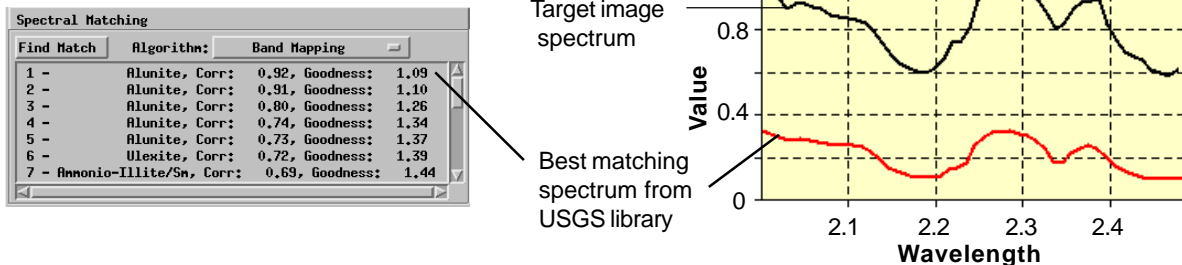 Spectral Matching
Find Match Algorithm: Band Mapping
1 - Alunite, Corr: 0.92, Goodness: 1.09
2 - Alunite, Corr: 0.91, Goodness: 1.10
3 - Alunite, Corr: 0.80, Goodness: 1.26
4 - Alunite, Corr: 0.74, Goodness: 1.34
5 - Alunite, Corr: 0.73, Goodness: 1.37
6 - Ulexite, Corr: 0.72, Goodness: 1.39
7 - Ammonio-Illite/Sm, Corr: 0.69, Goodness: 1.44
Target image
spectrum
Best matching
spectrum from
USGS library
Value
0.8
0.4
0
2.1 2.2 2.3 2.4
Wavelength